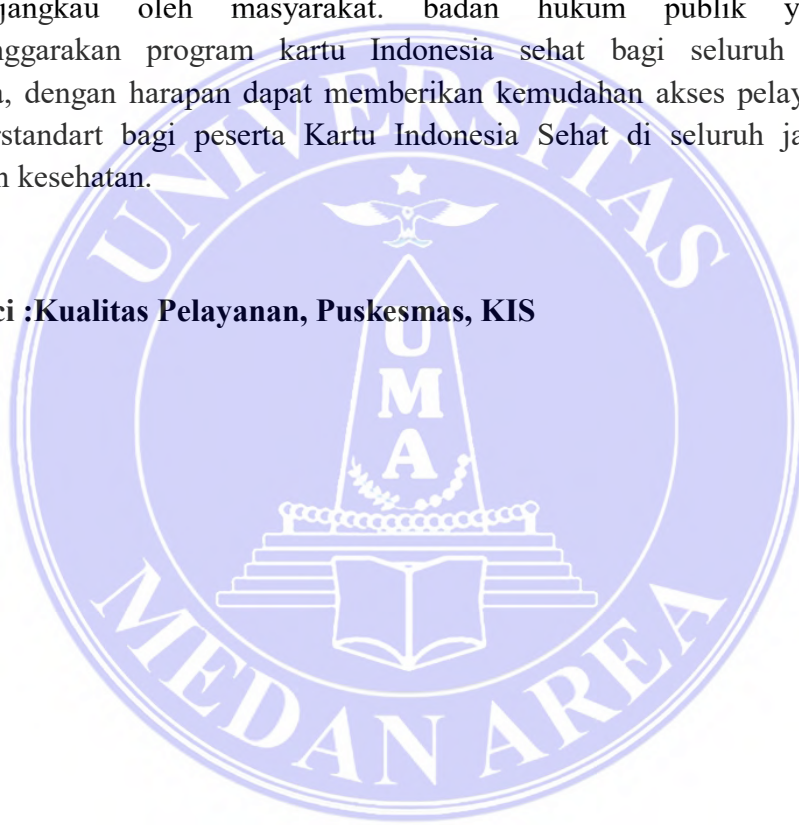 jangkau oleh masyarakat. badan hukum publik y
nggarakan program kartu Indonesia sehat bagi seluruh
, dengan harapan dapat memberikan kemudahan akses pelay
rstandart bagi peserta Kartu Indonesia Sehat di seluruh ja
n kesehatan.
ci :Kualitas Pelayanan, Puskesmas, KIS
UNIVERSITAS
U
M
A
MEDAN AREA